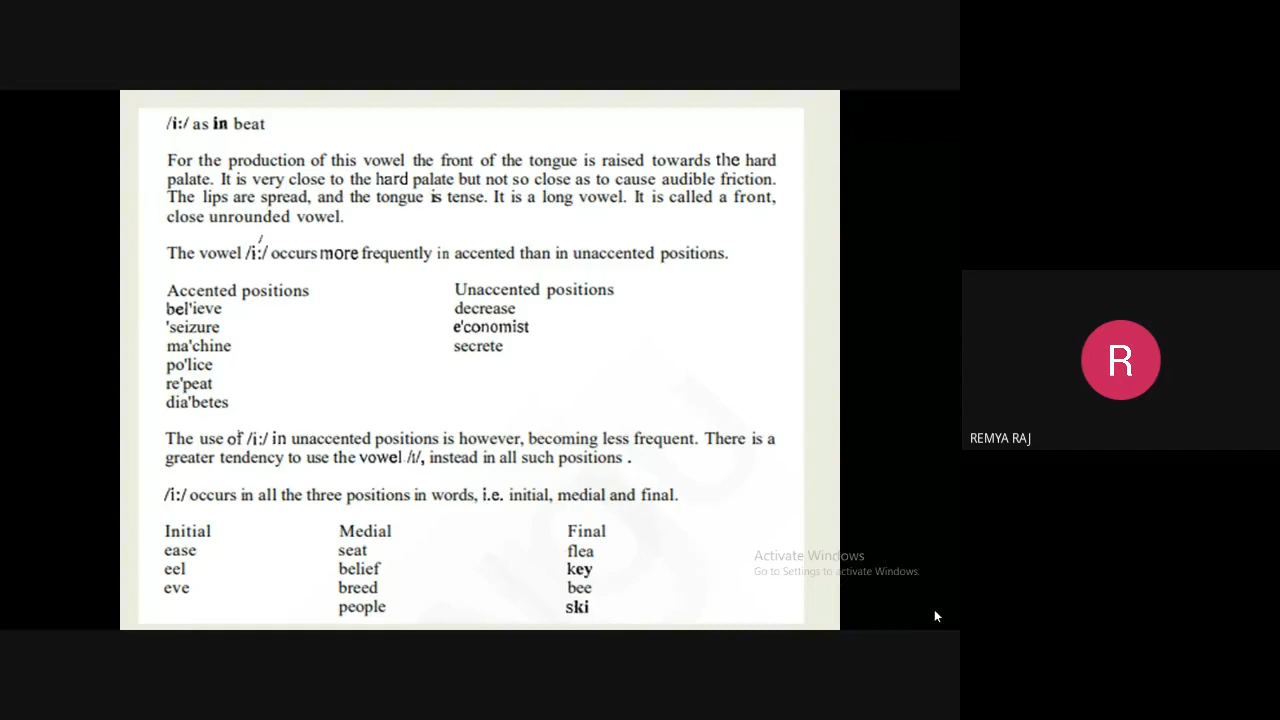 /i:/ as in beat
For the production of this vowel the front of the tongue is raised towards the hard
palate. It is very close to the hard palate but not so close as to cause audible friction.
The lips are spread, and the tongue is tense. It is a long vowel. It is called a front,
close unrounded vowel.
The vowel /i:/ occurs more frequently in accented than in unaccented positions.
Accented positions Unaccented positions
bel'ieve decrease
'seizure e'conomist
ma'chine secrete
po'lice
re'peat
dia'betes
The use of /i:/ in unaccented positions is however, becoming less frequent. There is a
greater tendency to use the vowel /ɪ/, instead in all such positions .
/i:/ occurs in all the three positions in words, i.e. initial, medial and final.
Initial Medial Final
ease seat flea
eel belief key
eve breed bee
people ski
Activate Windows
Go to Settings to activate Windows.
R
REMYA RAJ